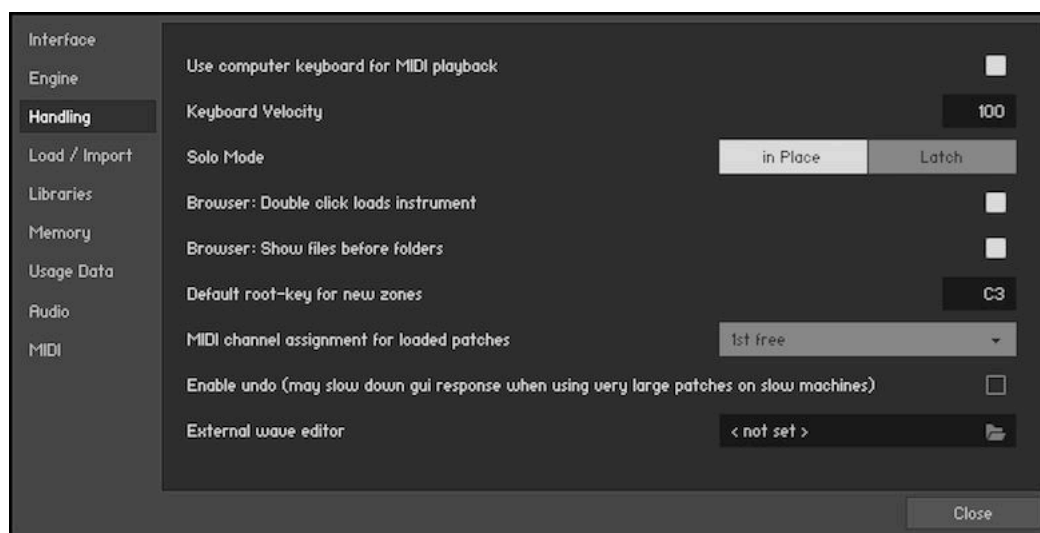 Interface
Engine
Handling
Load / Import
Libraries
Memory
Usage Data
Audio
MIDI
Use computer keyboard for MIDI playback
Keyboard Velocity 100
Solo Mode in Place Latch
Browser: Double click loads instrument
Browser: Show files before folders
Default root-key for new zones C3
MIDI channel assignment for loaded patches 1st free
Enable undo (may slow down gui response when using very large patches on slow machines)
External wave editor < not set >
Close